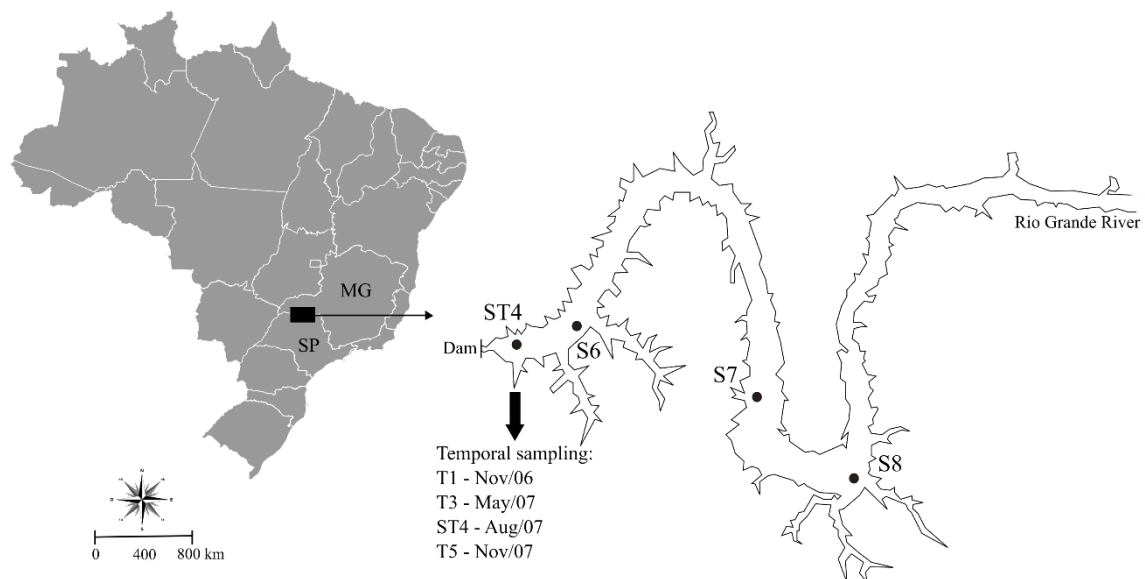 MG
SP
Rio Grande River
ST4
Dam
S6
S7
S8
Temporal sampling:
T1 - Nov/06
T3 - May/07
ST4 - Aug/07
T5 - Nov/07
N
E
S
0 400 800 km